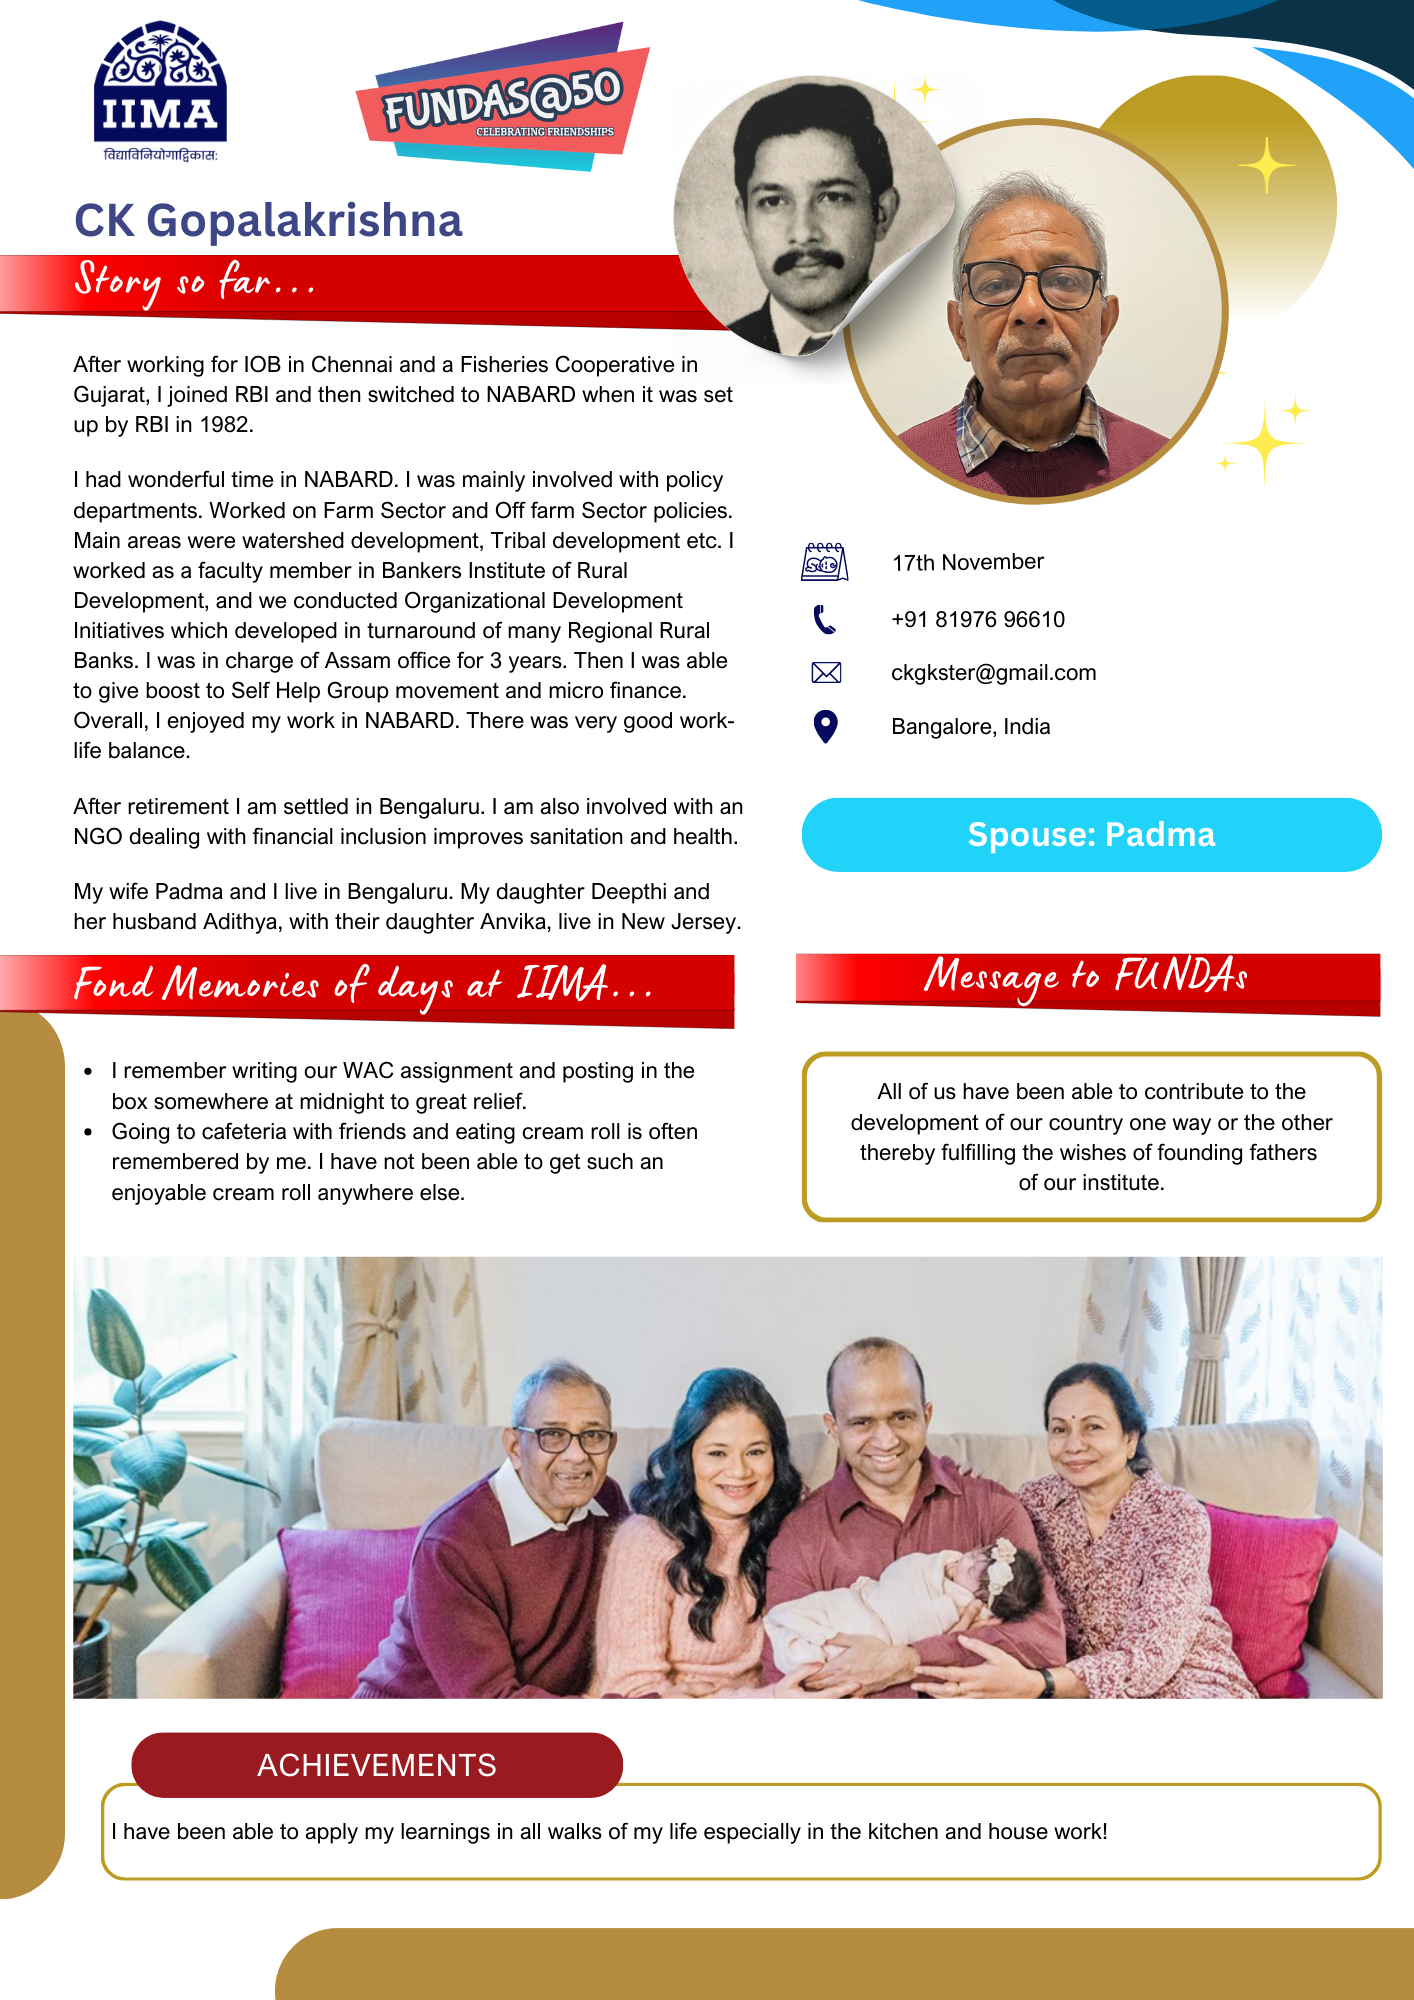 IIMA
विद्याविनियोगाद्विकास:
FUNDAS@50
CELEBRATING FRIENDSHIPS
CK Gopalakrishna
Story so far...
After working for IOB in Chennai and a Fisheries Cooperative in
Gujarat, I joined RBI and then switched to NABARD when it was set
up by RBI in 1982.
I had wonderful time in NABARD. I was mainly involved with policy
departments. Worked on Farm Sector and Off farm Sector policies.
Main areas were watershed development, Tribal development etc. I
worked as a faculty member in Bankers Institute of Rural
Development, and we conducted Organizational Development
Initiatives which developed in turnaround of many Regional Rural
Banks. I was in charge of Assam office for 3 years. Then I was able
to give boost to Self Help Group movement and micro finance.
Overall, I enjoyed my work in NABARD. There was very good work-
life balance.
After retirement I am settled in Bengaluru. I am also involved with an
NGO dealing with financial inclusion improves sanitation and health.
My wife Padma and I live in Bengaluru. My daughter Deepthi and
her husband Adithya, with their daughter Anvika, live in New Jersey.
17th November
+91 81976 96610
ckgkster@gmail.com
Bangalore, India
Spouse: Padma
Fond Memories of days at IIMA...
I remember writing our WAC assignment and posting in the
box somewhere at midnight to great relief.
Going to cafeteria with friends and eating cream roll is often
remembered by me. I have not been able to get such an
enjoyable cream roll anywhere else.
Message to FUNDAs
All of us have been able to contribute to the
development of our country one way or the other
thereby fulfilling the wishes of founding fathers
of our institute.
ACHIEVEMENTS
I have been able to apply my learnings in all walks of my life especially in the kitchen and house work!